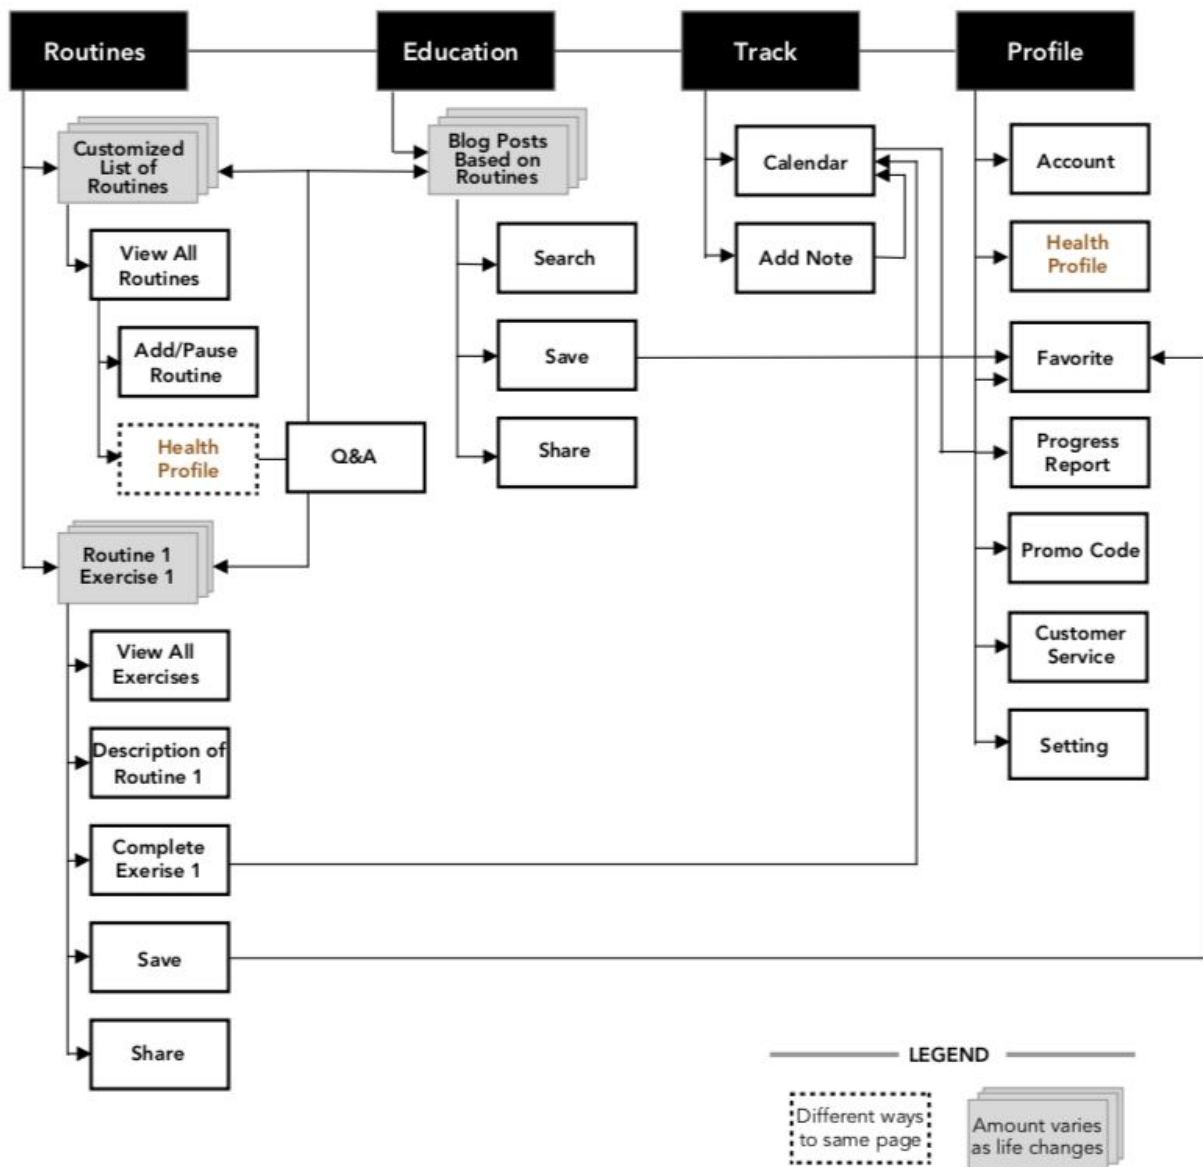 Routines
Education
Track
Profile
Customized
List of
Routines
View All
Routines
Add/Pause
Routine
Health
Profile
Q&A
Routine 1
Exercise 1
View All
Exercises
Description of
Routine 1
Complete
Exerise 1
Save
Share
Blog Posts
Based on
Routines
Search
Save
Share
Calendar
Add Note
Account
Health
Profile
Favorite
Progress
Report
Promo Code
Customer
Service
Setting
LEGEND
Different ways
to same page
Amount varies
as life changes